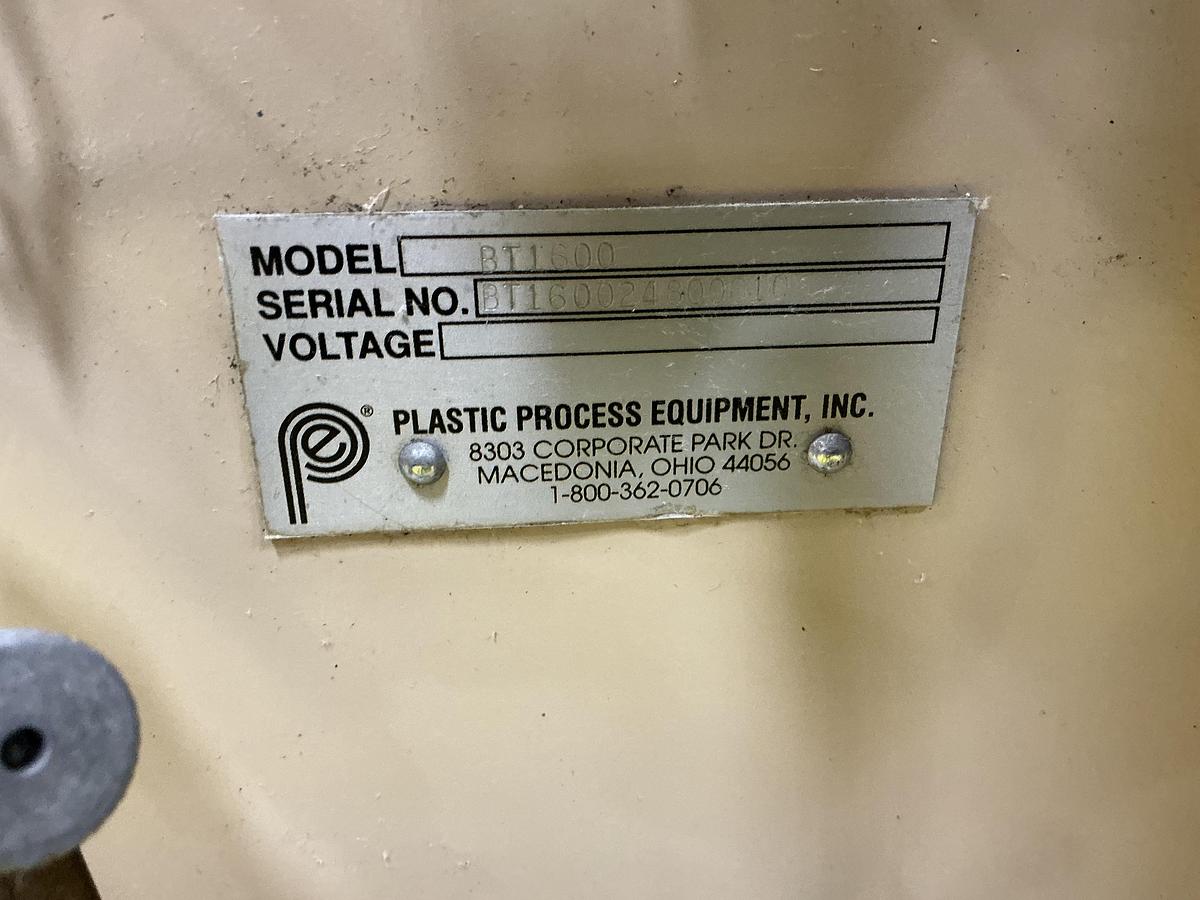 MODEL BT1600
SERIAL NO.
VOLTAGE
pe®
PLASTIC PROCESS EQUIPMENT, INC.
8303 CORPORATE PARK DR.
MACEDONIA, OHIO 44056
1-800-362-0706